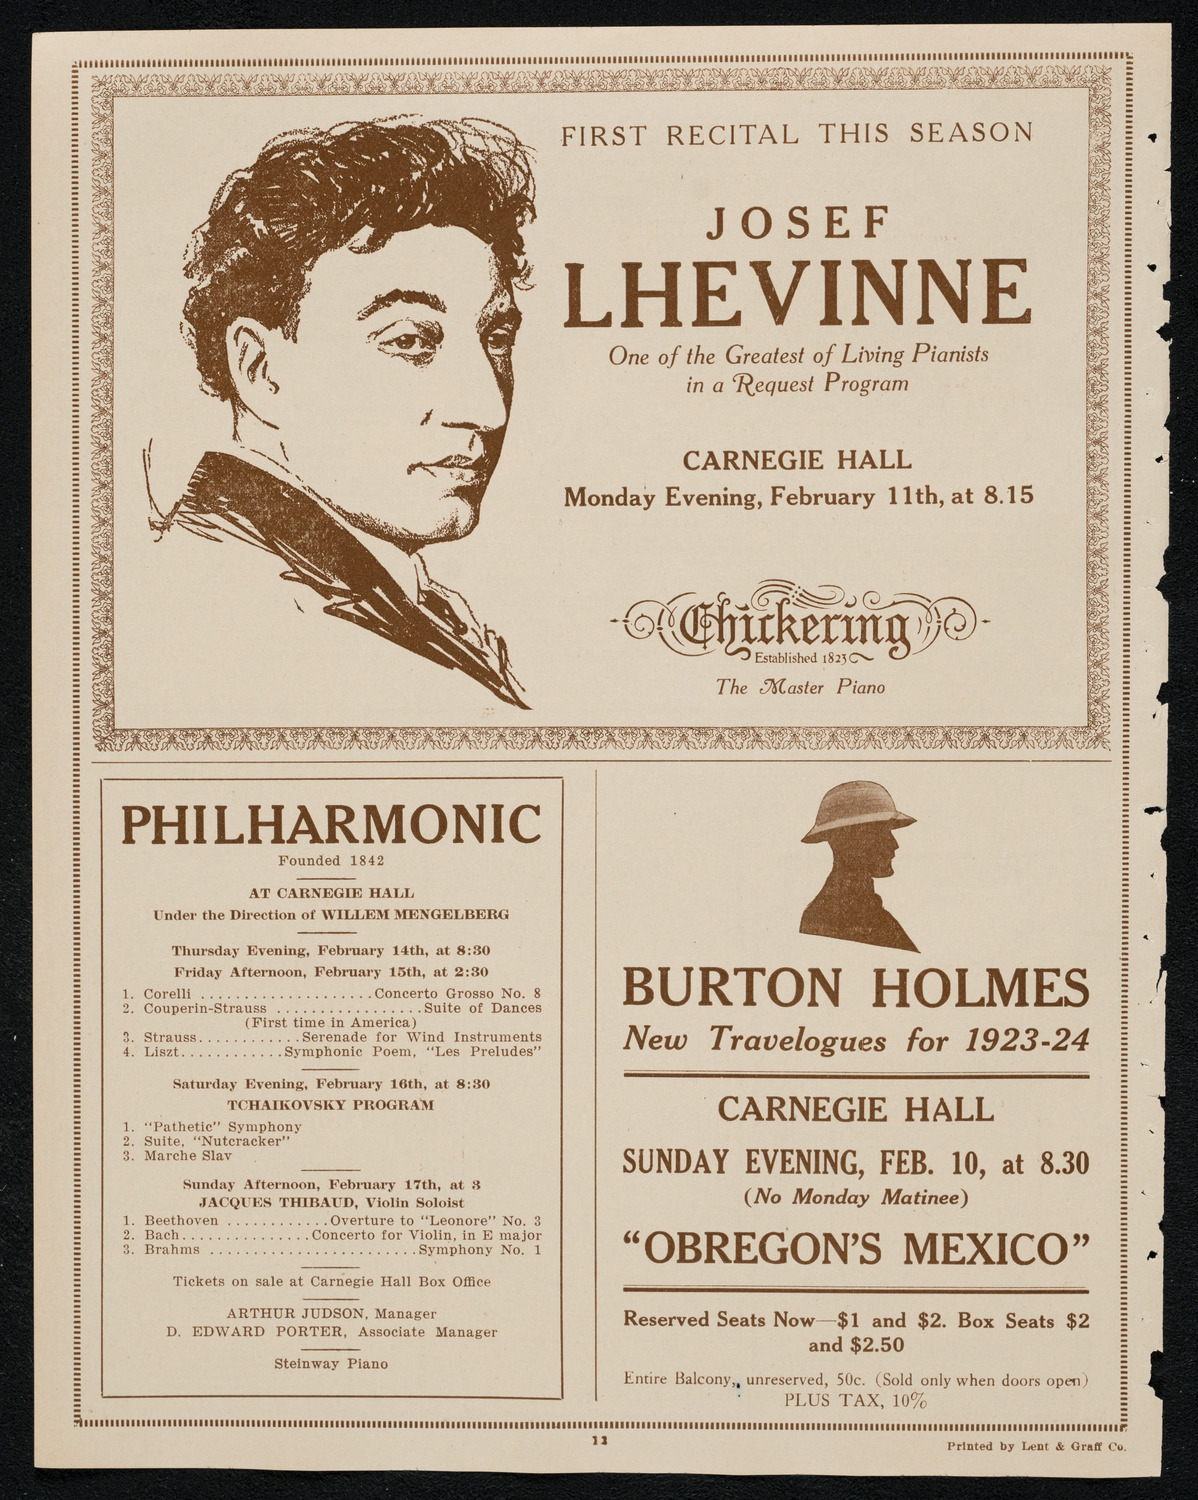 FIRST RECITAL THIS SEASON
JOSEF
LHEVINNE
One of the Greatest of Living Pianists
in a Request Program
CARNEGIE HALL
Monday Evening, February 11th, at 8.15
Chickering
Established 1823
The Master Piano
PHILHARMONIC
Founded 1842
AT CARNEGIE HALL
Under the Direction of WILLEM MENGELBERG
Thursday Evening, February 14th, at 8:30
Friday Afternoon, February 15th, at 2:30
1. Corelli ....................Concerto Grosso No. 8
2. Couperin-Strauss .................Suite of Dances
(First time in America)
3. Strauss............Serenade for Wind Instruments
4. Liszt............Symphonic Poem, "Les Preludes"
Saturday Evening, February 16th, at 8:30
TCHAIKOVSKY PROGRAM
1. "Pathetic" Symphony
2. Suite, "Nutcracker"
3. Marche Slav
Sunday Afternoon, February 17th, at 3
JACQUES THIBAUD, Violin Soloist
1. Beethoven ............Overture to "Leonore" No. 3
2. Bach...............Concerto for Violin, in E major
3. Brahms ........................Symphony No. 1
Tickets on sale at Carnegie Hall Box Office
ARTHUR JUDSON, Manager
D. EDWARD PORTER, Associate Manager
Steinway Piano
BURTON HOLMES
New Travelogues for 1923-24
CARNEGIE HALL
SUNDAY EVENING, FEB. 10, at 8.30
(No Monday Matinee)
"OBREGON'S MEXICO"
Reserved Seats Now—$1 and $2. Box Seats $2
and $2.50
Entire Balcony, unreserved, 50c. (Sold only when doors open)
PLUS TAX, 10%
12
Printed by Lent & Graff Co.